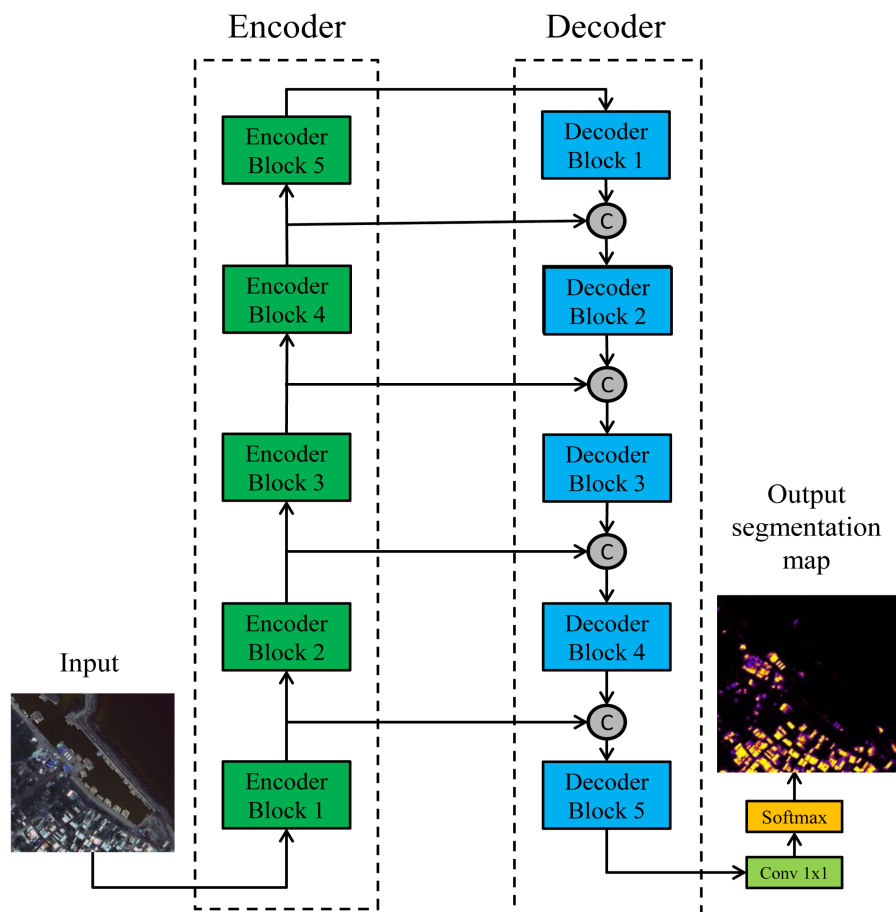 Encoder
Decoder
Encoder
Block 5
Decoder
Block 1
C
Encoder
Block 4
Decoder
Block 2
C
Encoder
Block 3
Decoder
Block 3
C
Encoder
Block 2
Decoder
Block 4
C
Encoder
Block 1
Decoder
Block 5
Input
Output
segmentation
map
Softmax
Conv 1x1